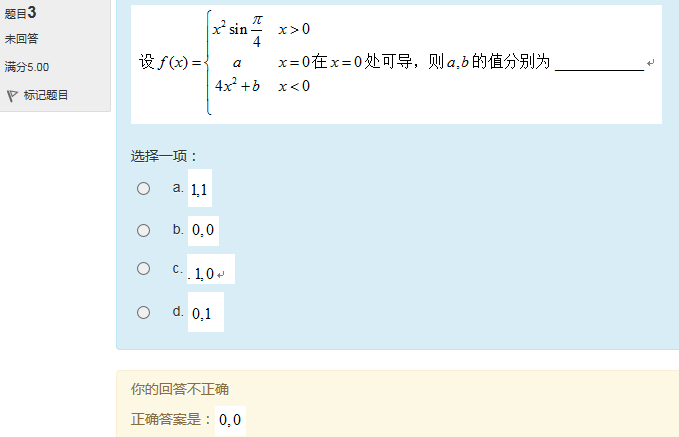 题目3
未回答
满分5.00
标记题目
设 f(x) = { x² sin π/4 x > 0
a x = 0 在 x = 0 处可导，则 a, b 的值分别为 ____________ ↵
4x² + b x < 0
选择一项：
a. 1,1
b. 0,0
c. . 1,0 ↵
d. 0,1
你的回答不正确
正确答案是： 0,0